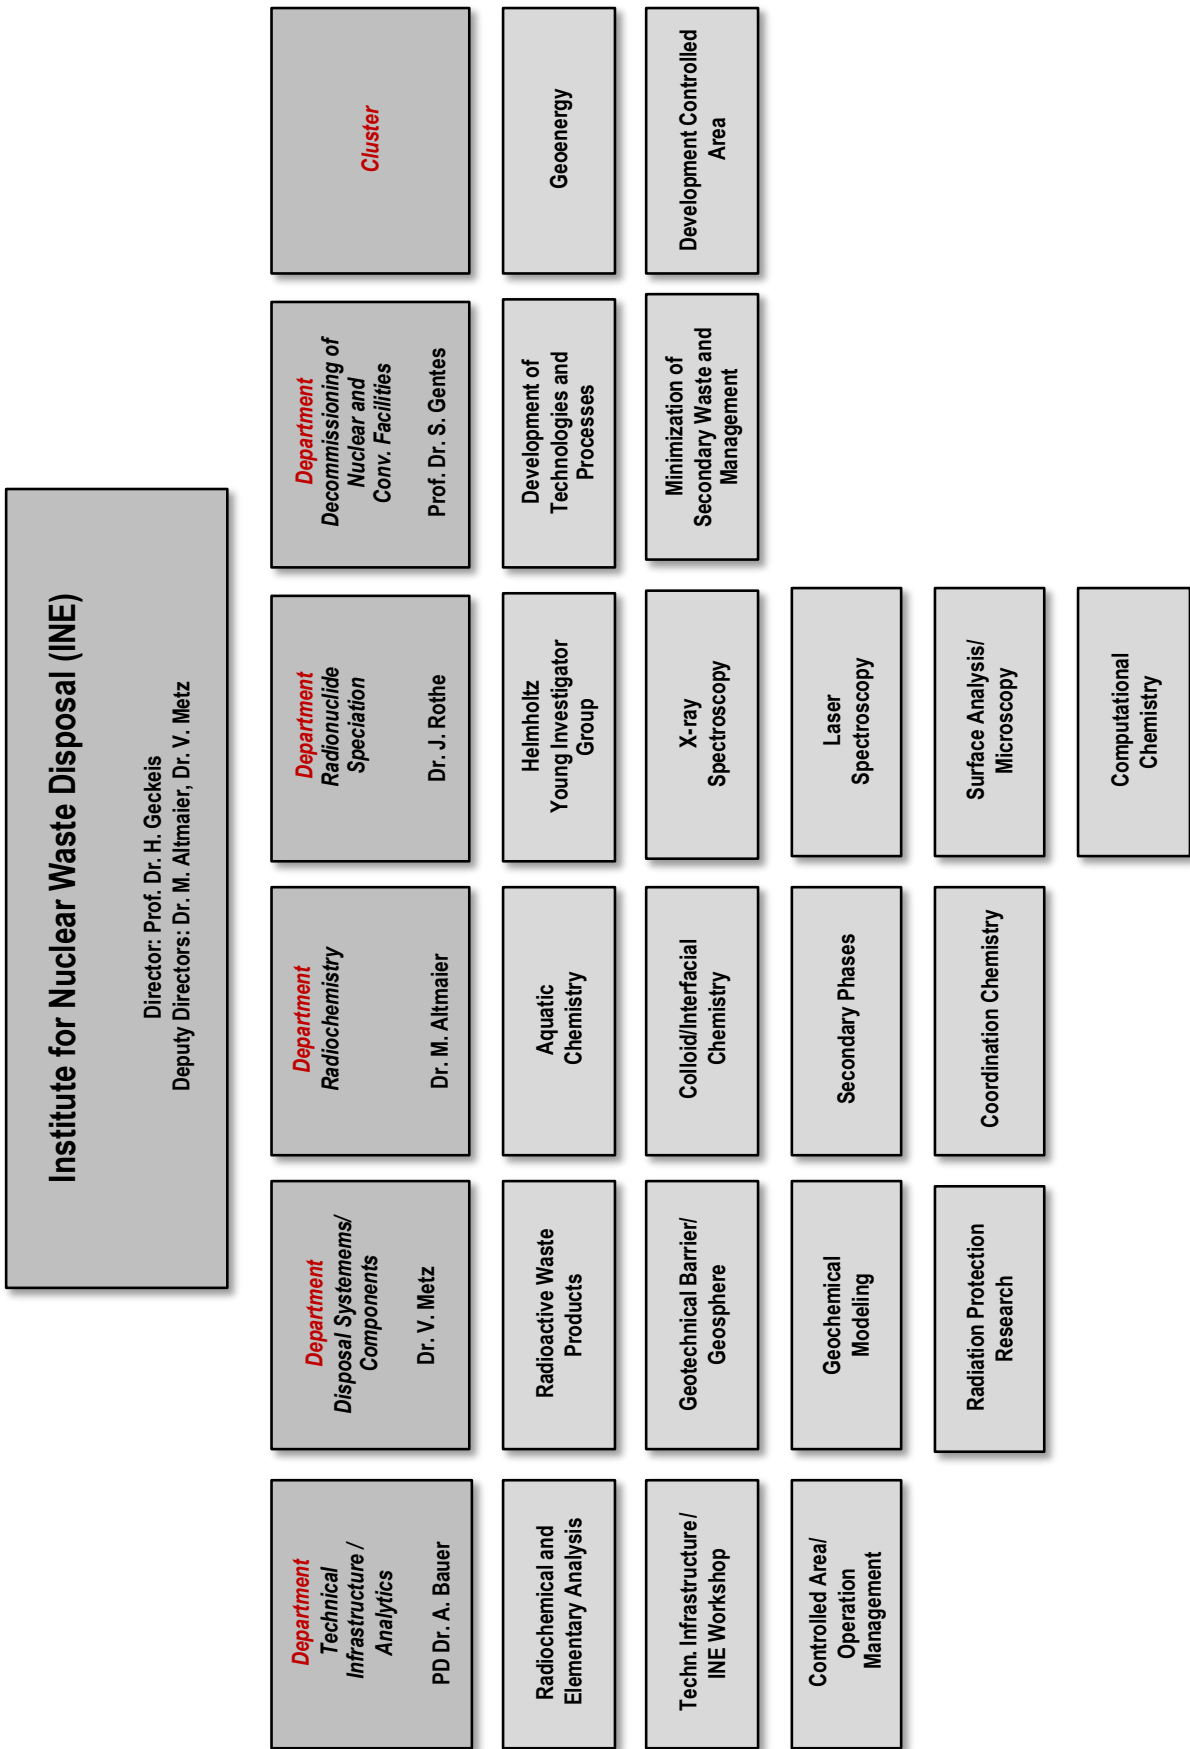 Institute for Nuclear Waste Disposal (INE)
Director: Prof. Dr. H. Geckeis
Deputy Directors: Dr. M. Altmaier, Dr. V. Metz
Department
Technical
Infrastructure /
Analytics
PD Dr. A. Bauer
Radiochemical and
Elementary Analysis
Techn. Infrastructure /
INE Workshop
Controlled Area/
Operation
Management
Department
Disposal Systemems/
Components
Dr. V. Metz
Radioactive Waste
Products
Geotechnical Barrier/
Geosphere
Geochemical
Modeling
Radiation Protection
Research
Department
Radiochemistry
Dr. M. Altmaier
Aquatic
Chemistry
Colloid/Interfacial
Chemistry
Secondary Phases
Coordination Chemistry
Department
Radionuclide
Speciation
Dr. J. Rothe
Helmholtz
Young Investigator
Group
X-ray
Spectroscopy
Laser
Spectroscopy
Surface Analysis/
Microscopy
Computational
Chemistry
Department
Decommissioning of
Nuclear and
Conv. Facilities
Prof. Dr. S. Gentes
Development of
Technologies and
Processes
Minimization of
Secondary Waste and
Management
Cluster
Geoenergy
Development Controlled
Area